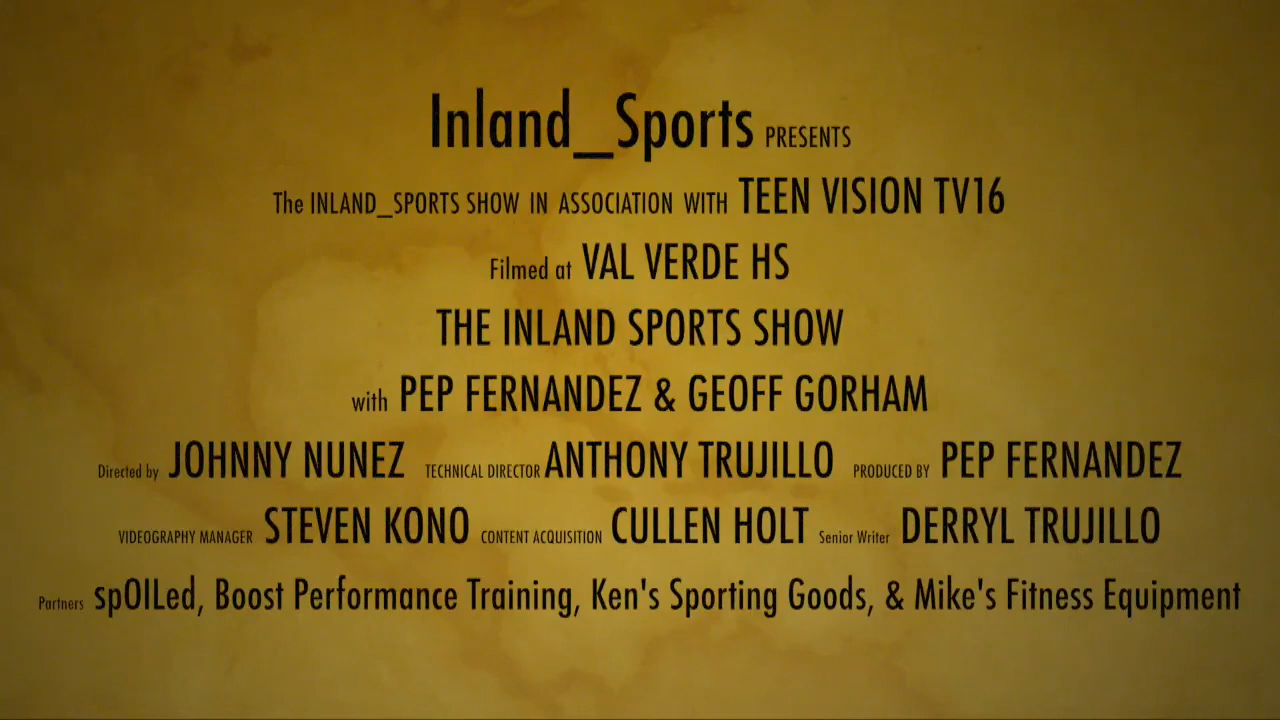 Inland_Sports PRESENTS
The INLAND_SPORTS SHOW IN ASSOCIATION WITH TEEN VISION TV16
Filmed at VAL VERDE HS
THE INLAND SPORTS SHOW
with PEP FERNANDEZ & GEOFF GORHAM
Directed by JOHNNY NUNEZ TECHNICAL DIRECTOR ANTHONY TRUJILLO PRODUCED BY PEP FERNANDEZ
VIDEOGRAPHY MANAGER STEVEN KONO CONTENT ACQUISITION CULLEN HOLT Senior Writer DERRYL TRUJILLO
Partners spOILed, Boost Performance Training, Ken's Sporting Goods, & Mike's Fitness Equipment